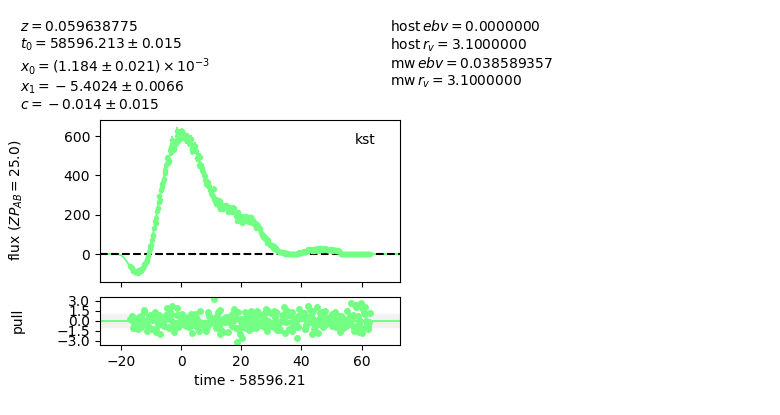 z = 0.059638775
t₀ = 58596.213 ± 0.015
x₀ = (1.184 ± 0.021) × 10⁻³
x₁ = −5.4024 ± 0.0066
c = −0.014 ± 0.015
host ebv = 0.0000000
host r_v = 3.1000000
mw ebv = 0.038589357
mw r_v = 3.1000000
kst
flux (ZP_AB = 25.0)
600
400
200
0
pull
3.0
1.5
0.0
−1.5
−3.0
−20 0 20 40 60
time - 58596.21